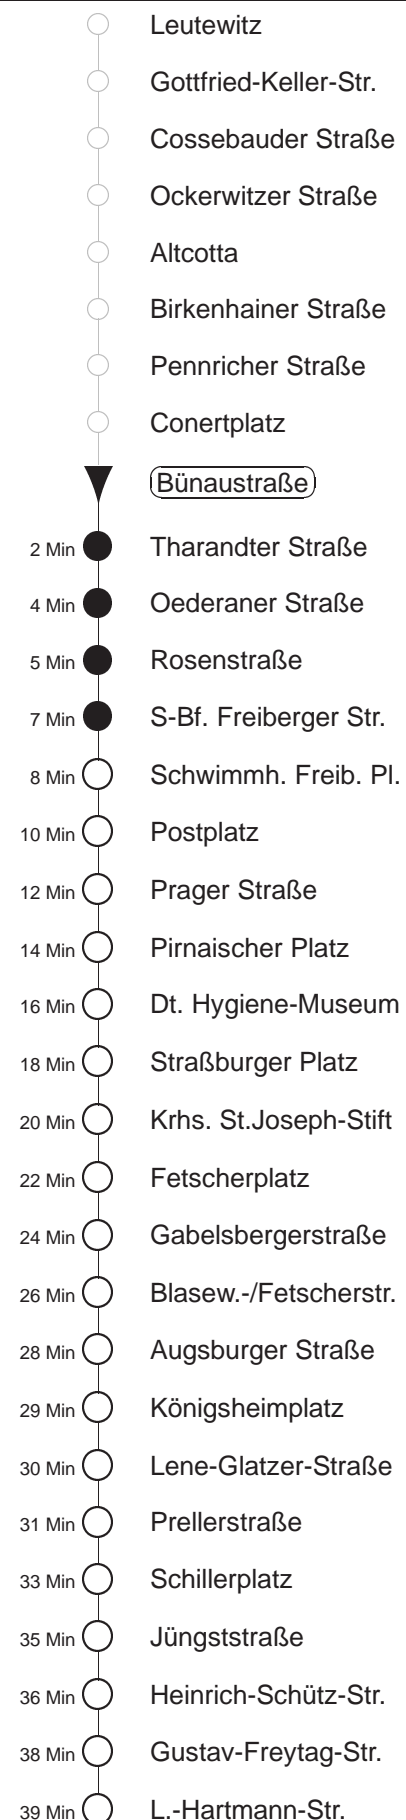 Leutewitz
Gottfried-Keller-Str.
Cossebauder Straße
Ockerwitzer Straße
Altcotta
Birkenhainer Straße
Pennricher Straße
Conertplatz
Bünaustraße
2 Min Tharandter Straße
4 Min Oederaner Straße
5 Min Rosenstraße
7 Min S-Bf. Freiberger Str.
8 Min Schwimmh. Freib. Pl.
10 Min Postplatz
12 Min Prager Straße
14 Min Pirnaischer Platz
16 Min Dt. Hygiene-Museum
18 Min Straßburger Platz
20 Min Krhs. St.Joseph-Stift
22 Min Fetscherplatz
24 Min Gabelsbergerstraße
26 Min Blasew.-/Fetscherstr.
28 Min Augsburger Straße
29 Min Königsheimplatz
30 Min Lene-Glatzer-Straße
31 Min Prellerstraße
33 Min Schillerplatz
35 Min Jüngststraße
36 Min Heinrich-Schütz-Str.
38 Min Gustav-Freytag-Str.
39 Min L.-Hartmann-Str.